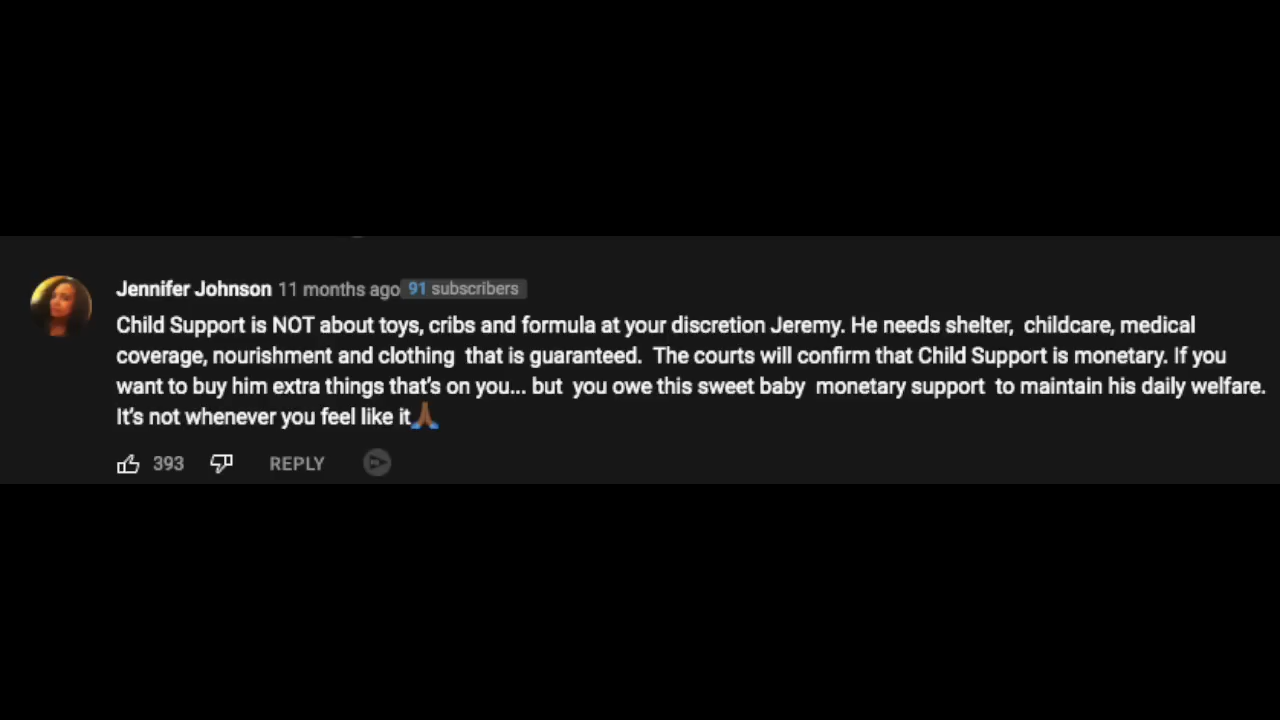 Jennifer Johnson 11 months ago 91 subscribers
Child Support is NOT about toys, cribs and formula at your discretion Jeremy. He needs shelter,  childcare, medical
coverage, nourishment and clothing  that is guaranteed.  The courts will confirm that Child Support is monetary. If you
want to buy him extra things that's on you... but  you owe this sweet baby  monetary support  to maintain his daily welfare.
It's not whenever you feel like it🙏🏾
393 REPLY